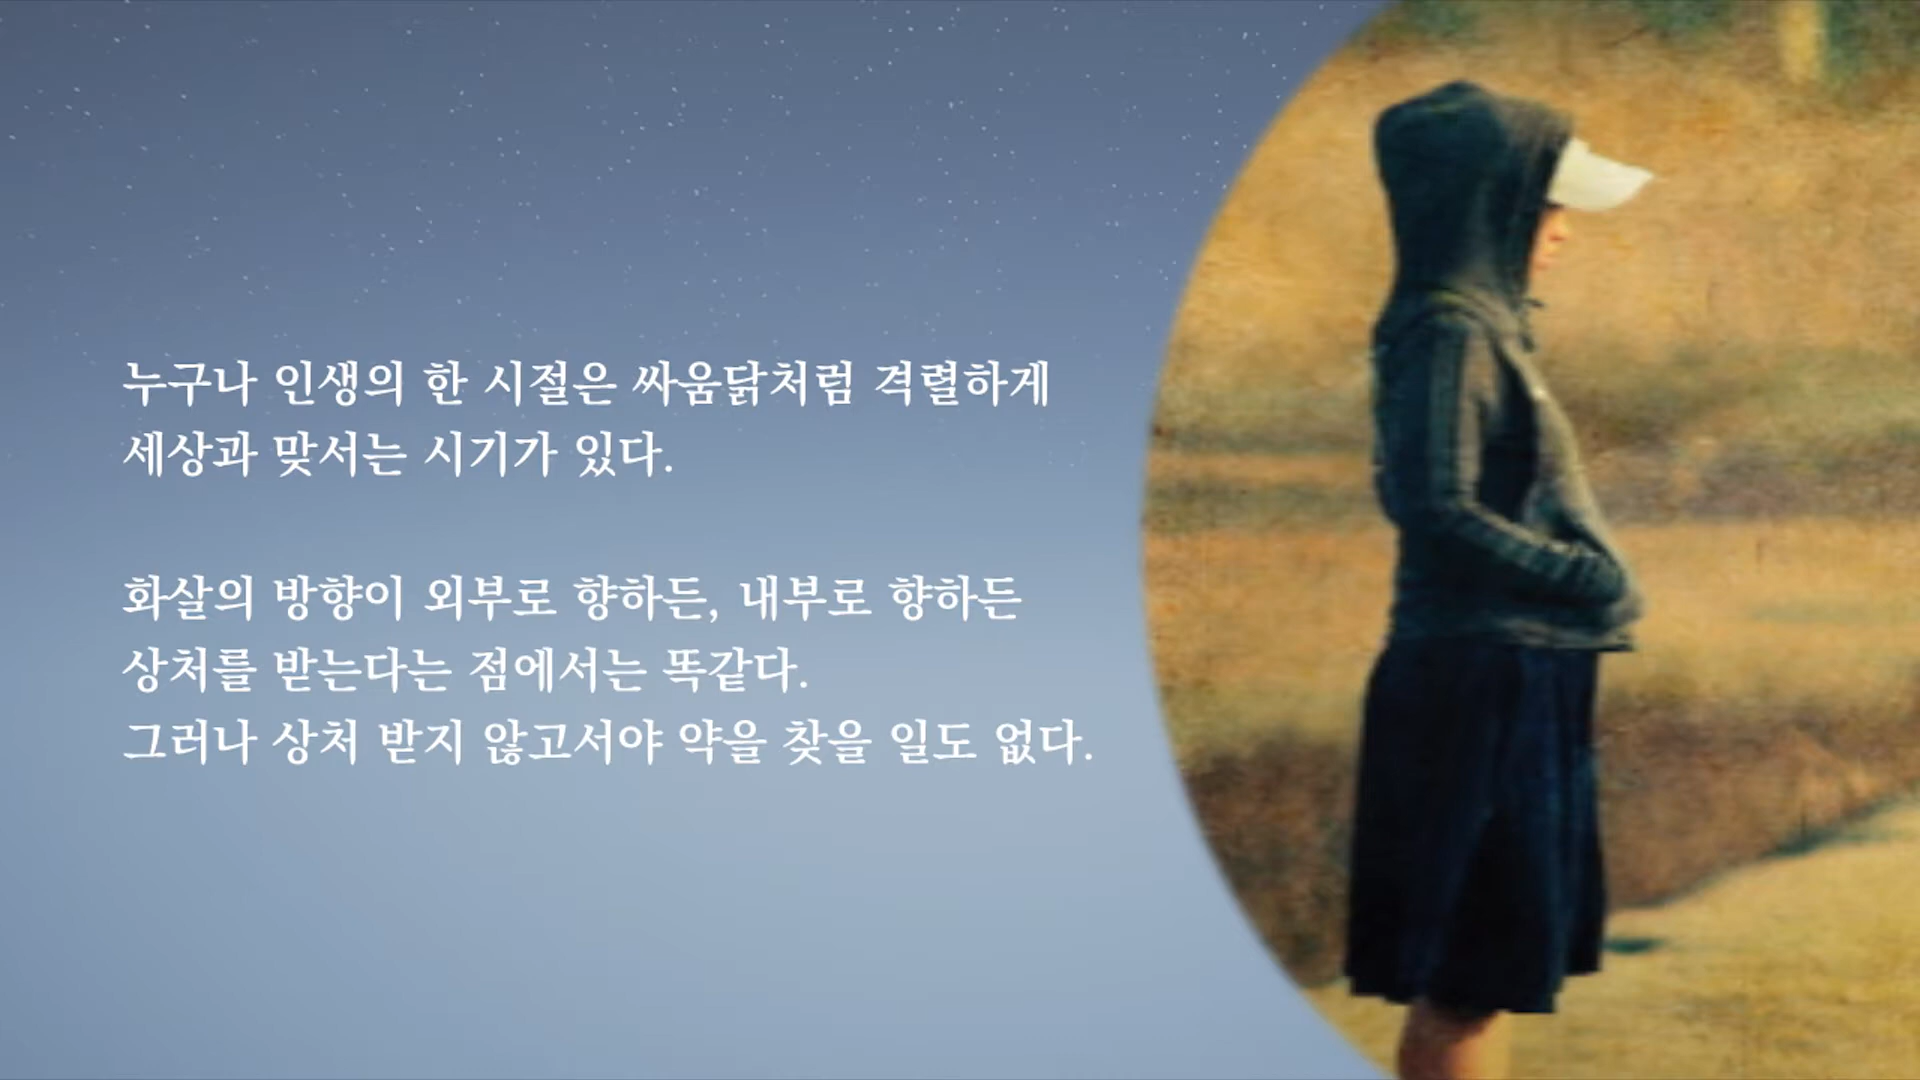 누구나 인생의 한 시절은 싸움닭처럼 격렬하게
세상과 맞서는 시기가 있다.
화살의 방향이 외부로 향하든, 내부로 향하든
상처를 받는다는 점에서는 똑같다.
그러나 상처 받지 않고서야 약을 찾을 일도 없다.